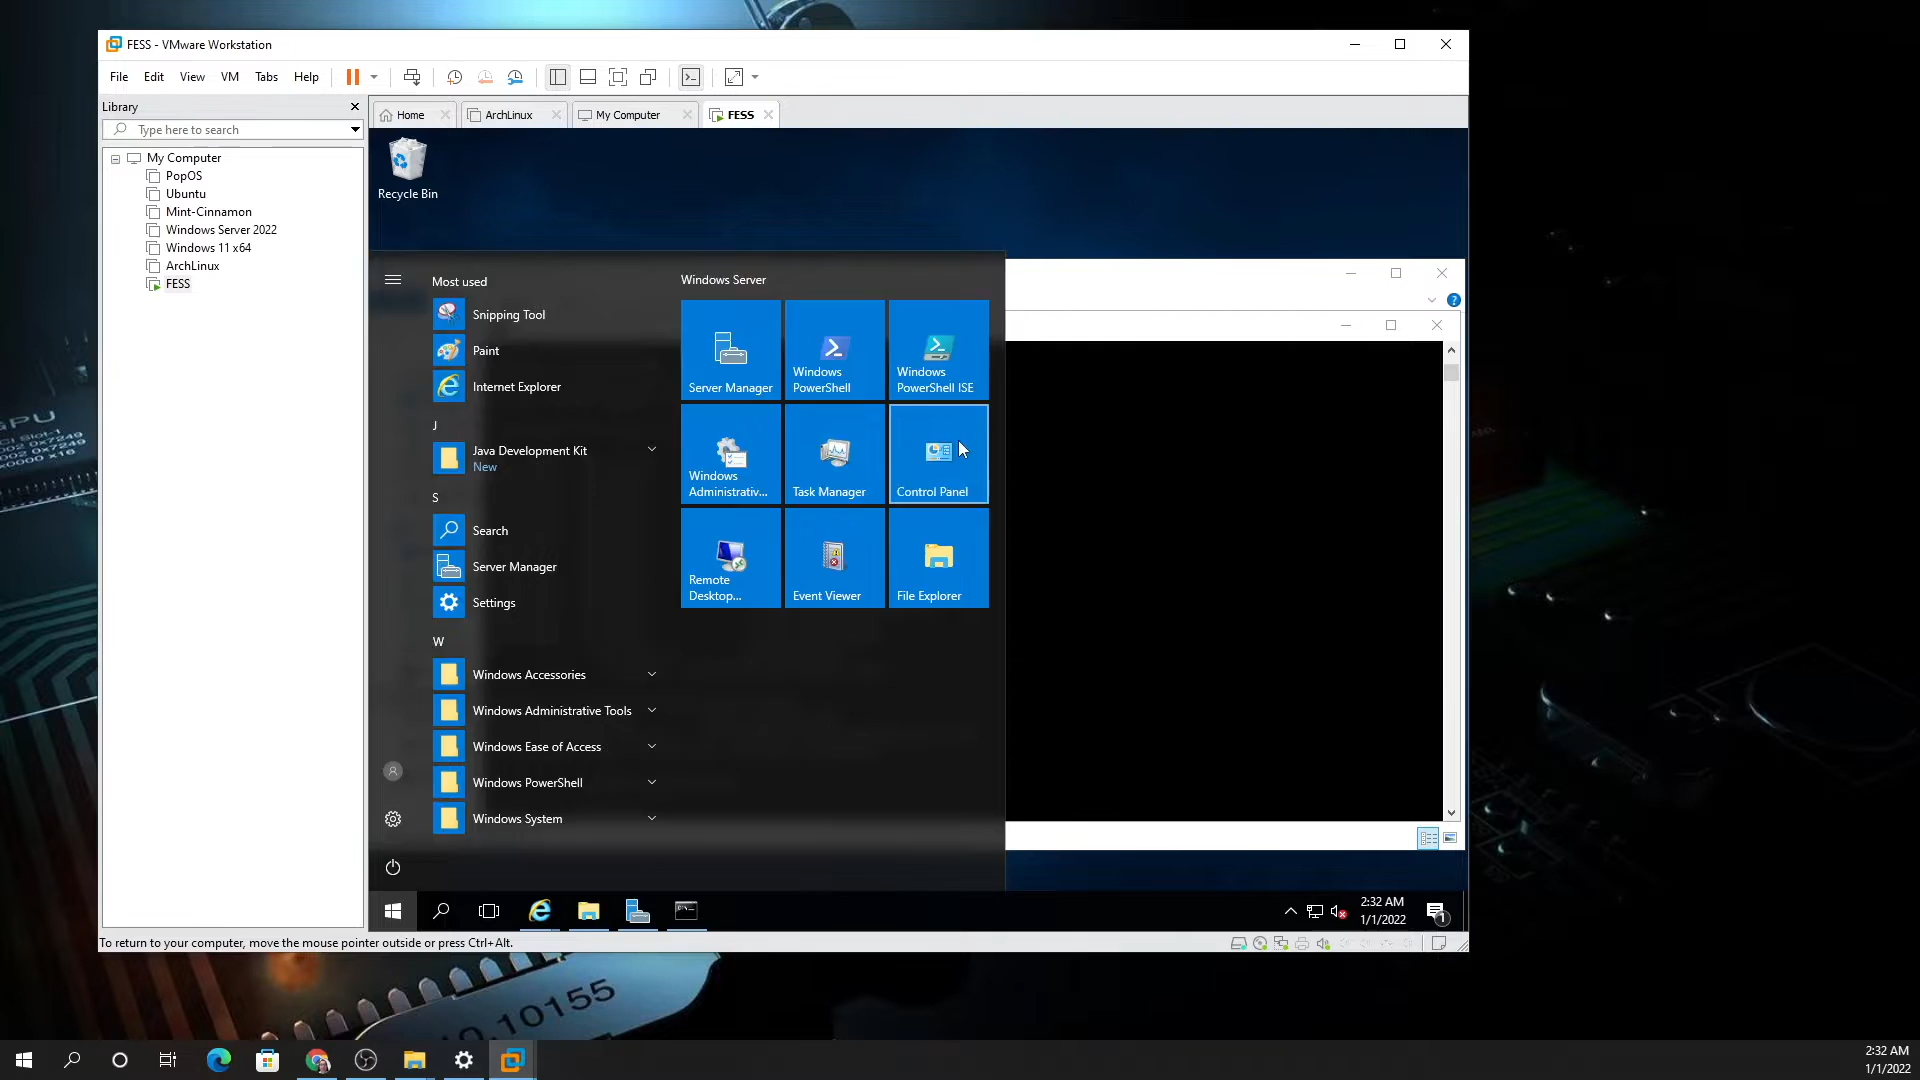 FESS - VMware Workstation
File Edit View VM Tabs Help
Library
Type here to search
My Computer
PopOS
Ubuntu
Mint-Cinnamon
Windows Server 2022
Windows 11 x64
ArchLinux
FESS
Home
ArchLinux
My Computer
FESS
Recycle Bin
Most used
Snipping Tool
Paint
Internet Explorer
J
Java Development Kit
New
S
Search
Server Manager
Settings
W
Windows Accessories
Windows Administrative Tools
Windows Ease of Access
Windows PowerShell
Windows System
Windows Server
Server Manager
Windows
PowerShell
Windows
PowerShell ISE
Windows
Administrativ...
Task Manager
Control Panel
Remote
Desktop...
Event Viewer
File Explorer
2:32 AM
1/1/2022
1
To return to your computer, move the mouse pointer outside or press Ctrl+Alt.
10.10155
2:32 AM
1/1/2022